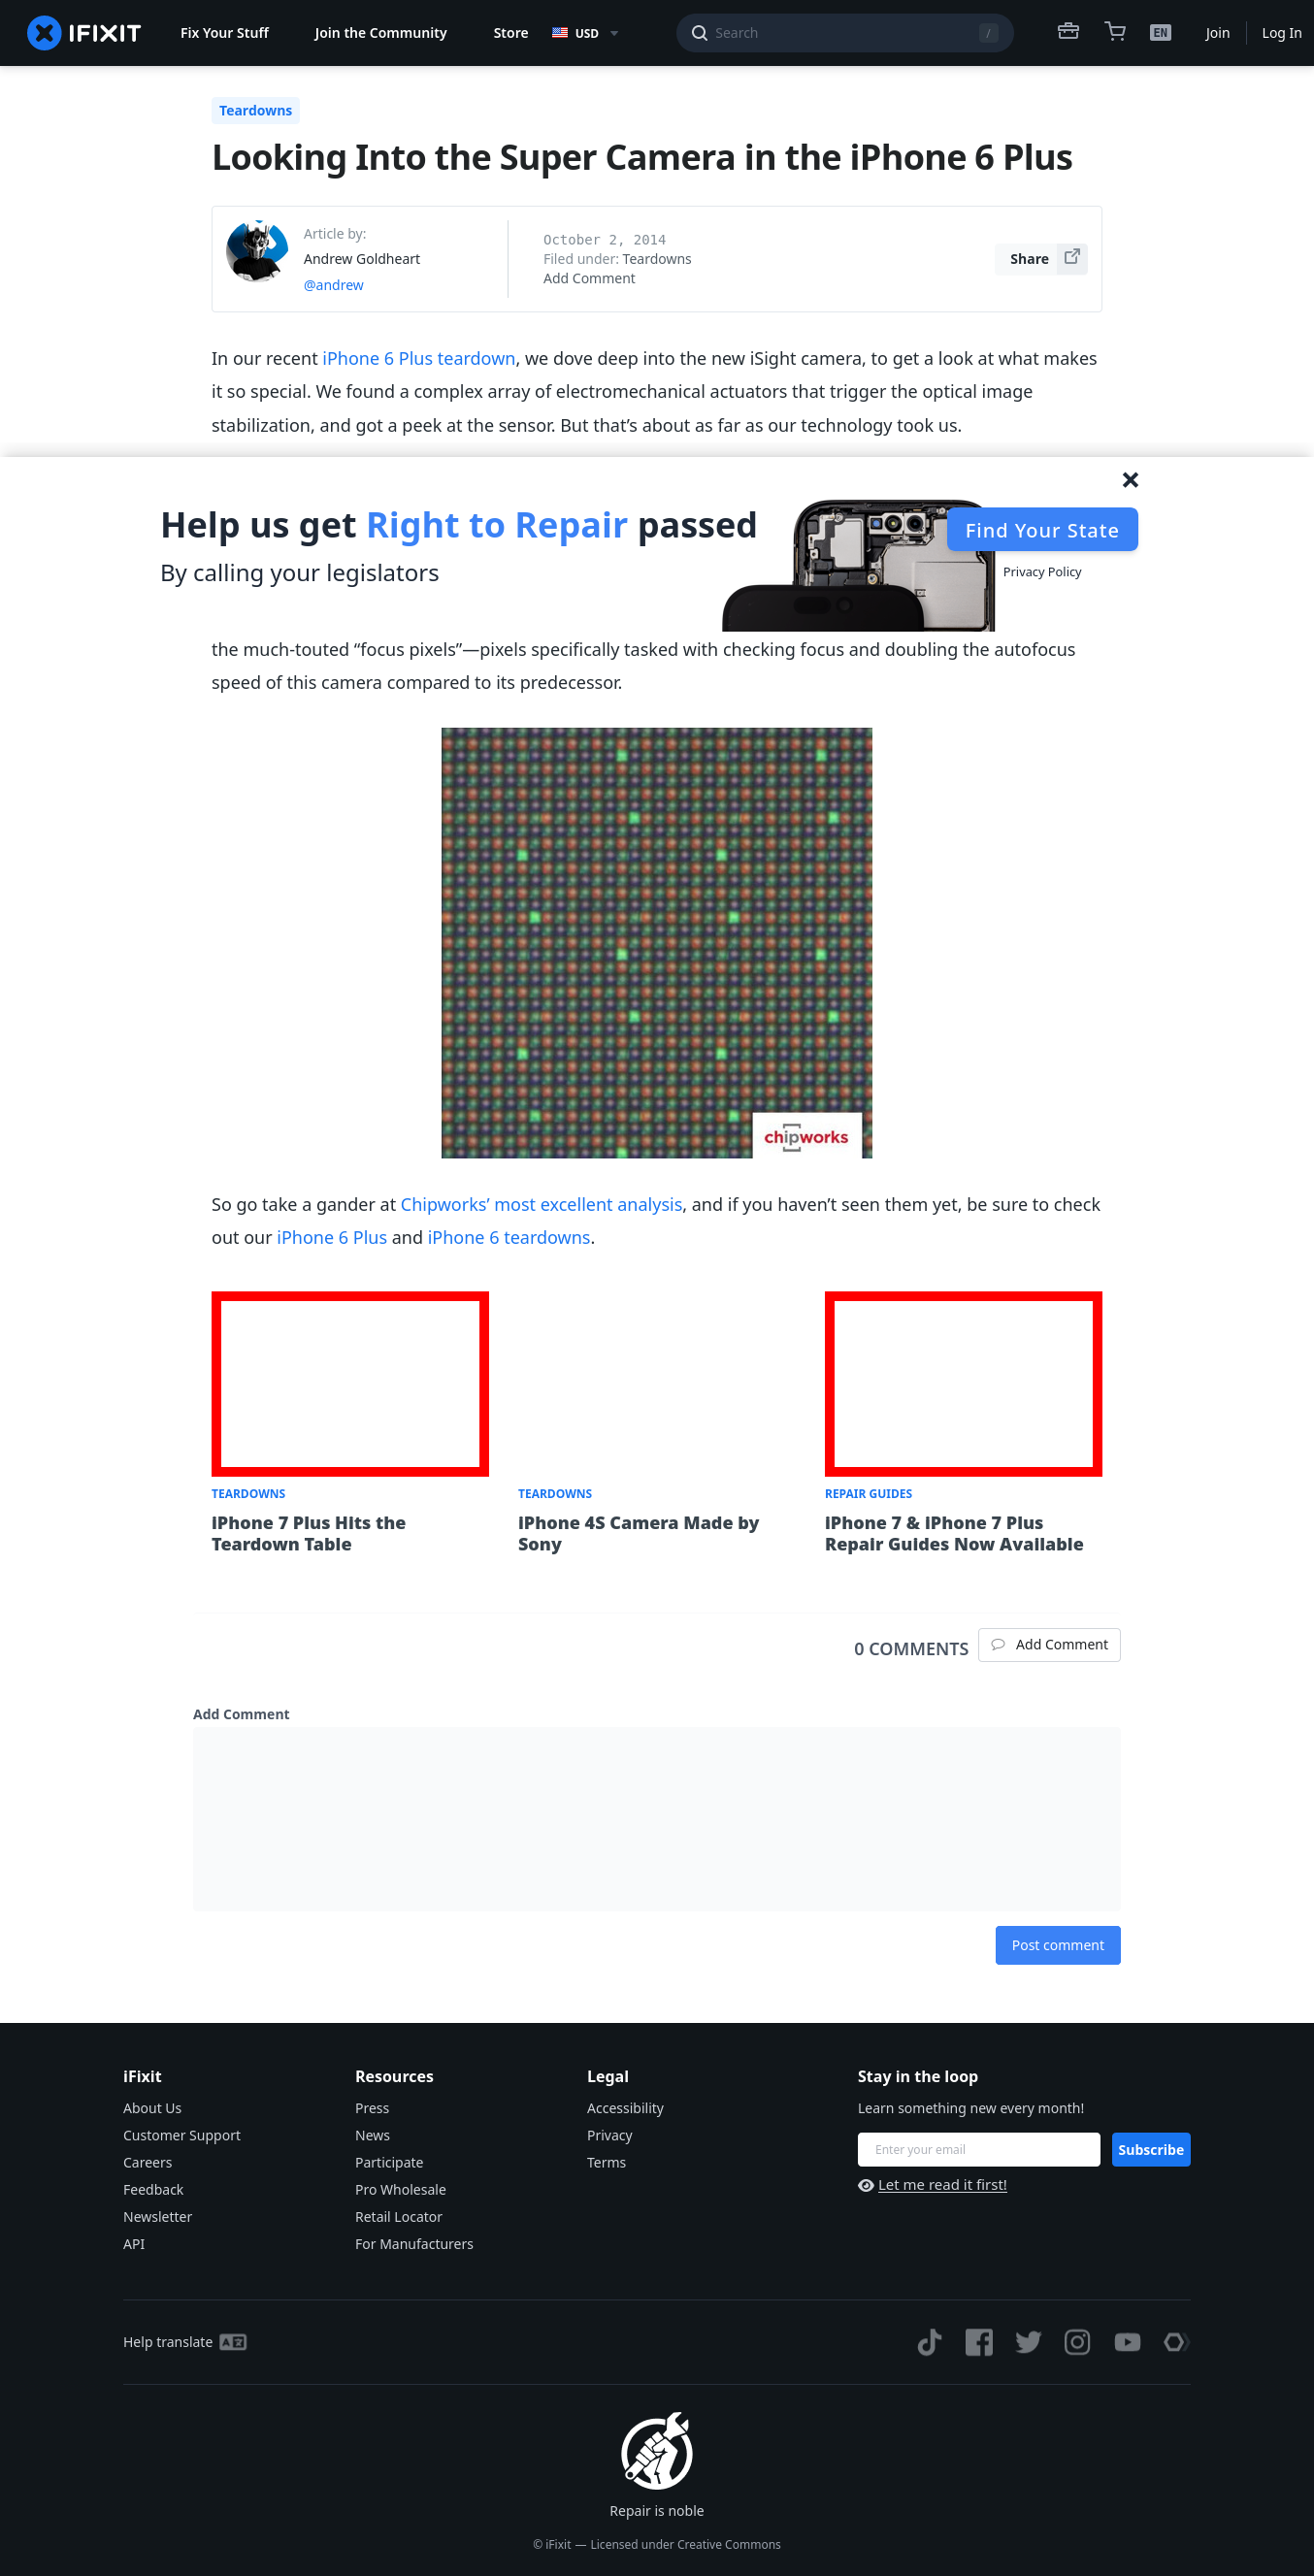 IFIXIT
Fix Your Stuff
Join the Community
Store
USD
Search
/
EN
Join
Log In
Teardowns
Looking Into the Super Camera in the iPhone 6 Plus
Article by:
Andrew Goldheart
@andrew
October 2, 2014
Filed under: Teardowns
Add Comment
Share
In our recent iPhone 6 Plus teardown, we dove deep into the new iSight camera, to get a look at what makes
it so special. We found a complex array of electromechanical actuators that trigger the optical image
stabilization, and got a peek at the sensor. But that’s about as far as our technology took us.
Help us get Right to Repair passed
By calling your legislators
Find Your State
Privacy Policy
the much-touted “focus pixels”—pixels specifically tasked with checking focus and doubling the autofocus
speed of this camera compared to its predecessor.
chipworks
So go take a gander at Chipworks’ most excellent analysis, and if you haven’t seen them yet, be sure to check
out our iPhone 6 Plus and iPhone 6 teardowns.
TEARDOWNS
iPhone 7 Plus Hits the
Teardown Table
TEARDOWNS
iPhone 4S Camera Made by
Sony
REPAIR GUIDES
iPhone 7 & iPhone 7 Plus
Repair Guides Now Available
0 COMMENTS
Add Comment
Add Comment
Post comment
iFixit
About Us
Customer Support
Careers
Feedback
Newsletter
API
Resources
Press
News
Participate
Pro Wholesale
Retail Locator
For Manufacturers
Legal
Accessibility
Privacy
Terms
Stay in the loop
Learn something new every month!
Enter your email
Subscribe
Let me read it first!
Help translate
Repair is noble
© iFixit — Licensed under Creative Commons